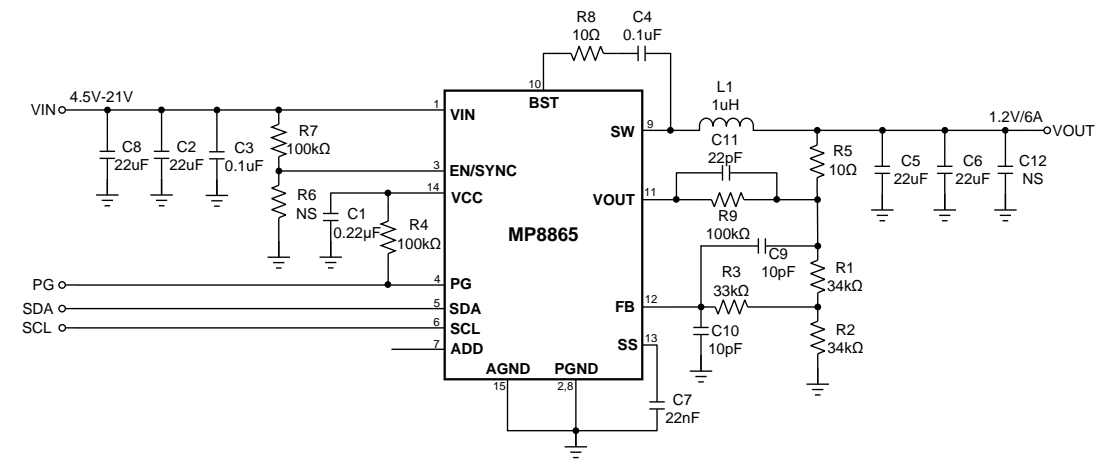 R8
10Ω
C4
0.1uF
10
BST
VIN
4.5V-21V
1
VIN
L1
1uH
SW
9
1.2V/6A
VOUT
C8
22uF
C2
22uF
C3
0.1uF
R7
100kΩ
C11
22pF
R5
10Ω
C5
22uF
C6
22uF
C12
NS
3
EN/SYNC
14
VCC
R6
NS
C1
0.22µF
R4
100kΩ
VOUT
11
R9
100kΩ
MP8865
C9
10pF
R3
33kΩ
R1
34kΩ
PG
4
PG
SDA
5
SDA
SCL
6
SCL
7
ADD
FB
12
C10
10pF
R2
34kΩ
SS
13
AGND
PGND
15
2,8
C7
22nF